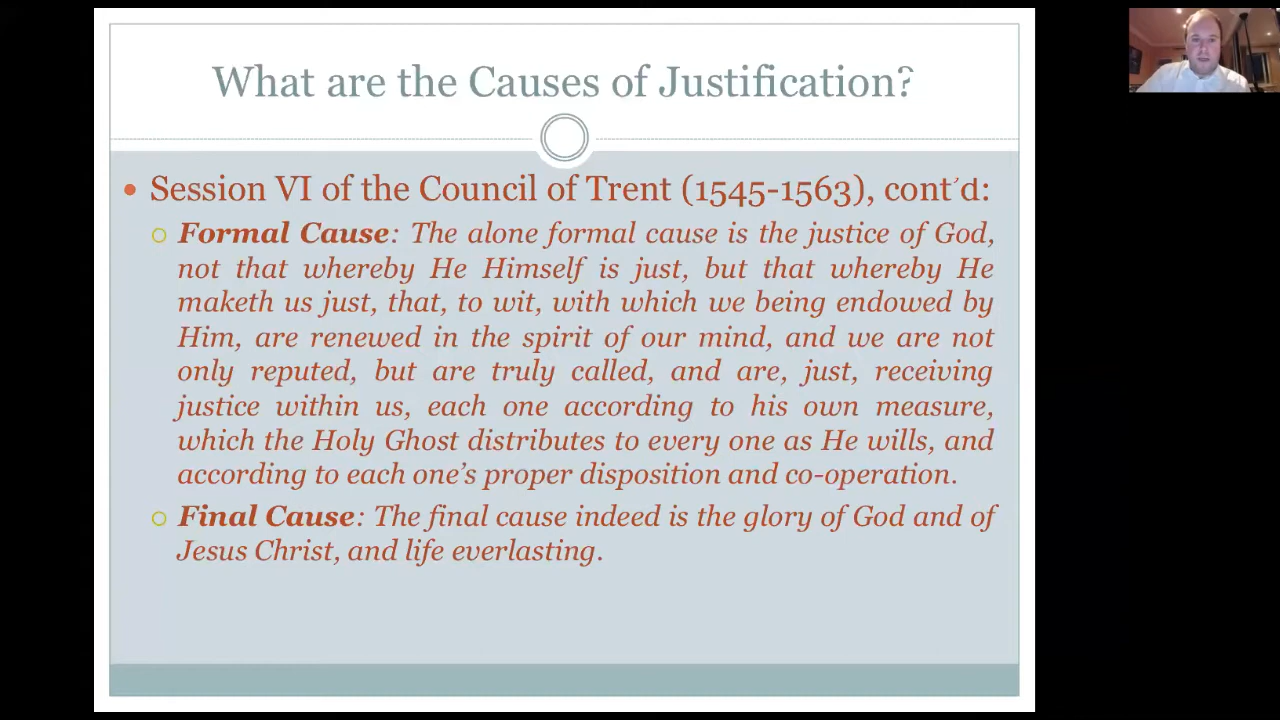 What are the Causes of Justification?
• Session VI of the Council of Trent (1545-1563), cont'd:
Formal Cause: The alone formal cause is the justice of God,
not that whereby He Himself is just, but that whereby He
maketh us just, that, to wit, with which we being endowed by
Him, are renewed in the spirit of our mind, and we are not
only reputed, but are truly called, and are, just, receiving
justice within us, each one according to his own measure,
which the Holy Ghost distributes to every one as He wills, and
according to each one's proper disposition and co-operation.
Final Cause: The final cause indeed is the glory of God and of
Jesus Christ, and life everlasting.